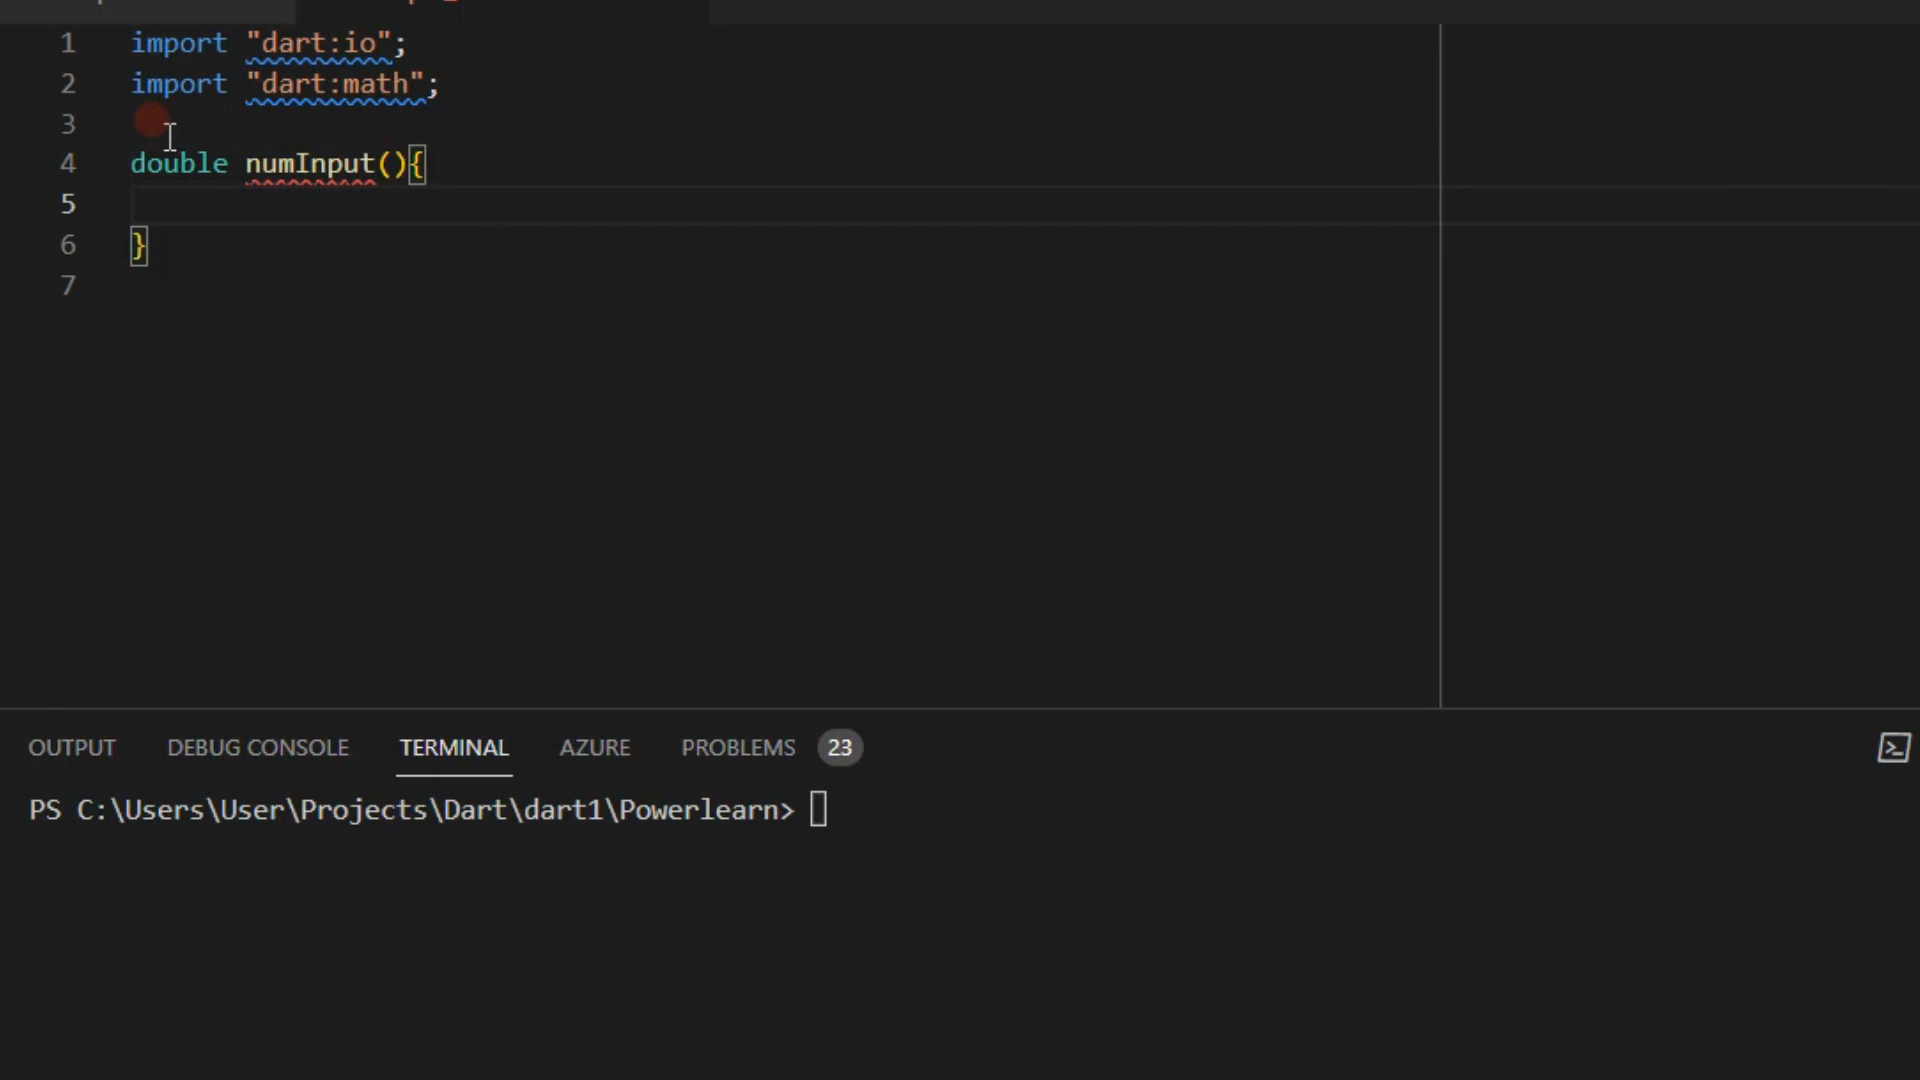 1 import "dart:io";
2 import "dart:math";
3
4 double numInput(){
5
6 }
7
OUTPUT DEBUG CONSOLE TERMINAL AZURE PROBLEMS 23
PS C:\Users\User\Projects\Dart\dart1\Powerlearn>